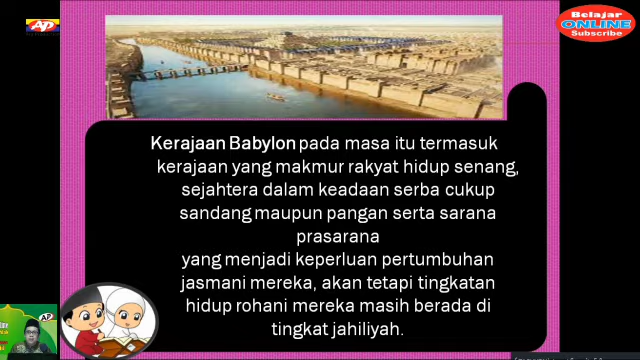 AP
Belajar
ONLINE
Subscribe
Kerajaan Babylon pada masa itu termasuk
kerajaan yang makmur rakyat hidup senang,
sejahtera dalam keadaan serba cukup
sandang maupun pangan serta sarana
prasarana
yang menjadi keperluan pertumbuhan
jasmani mereka, akan tetapi tingkatan
hidup rohani mereka masih berada di
tingkat jahiliyah.
AP